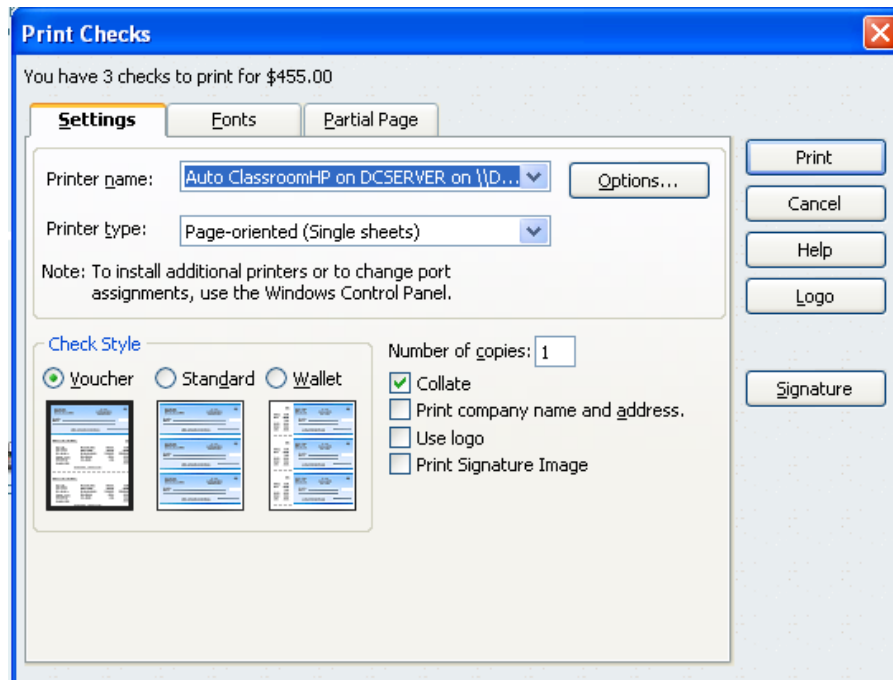 Print Checks
You have 3 checks to print for $455.00
Settings
Fonts
Partial Page
Printer name:
Auto ClassroomHP on DCSERVER on \\D...
Options...
Printer type:
Page-oriented (Single sheets)
Note: To install additional printers or to change port
assignments, use the Windows Control Panel.
Check Style
Voucher
Standard
Wallet
Number of copies: 1
Collate
Print company name and address.
Use logo
Print Signature Image
Print
Cancel
Help
Logo
Signature